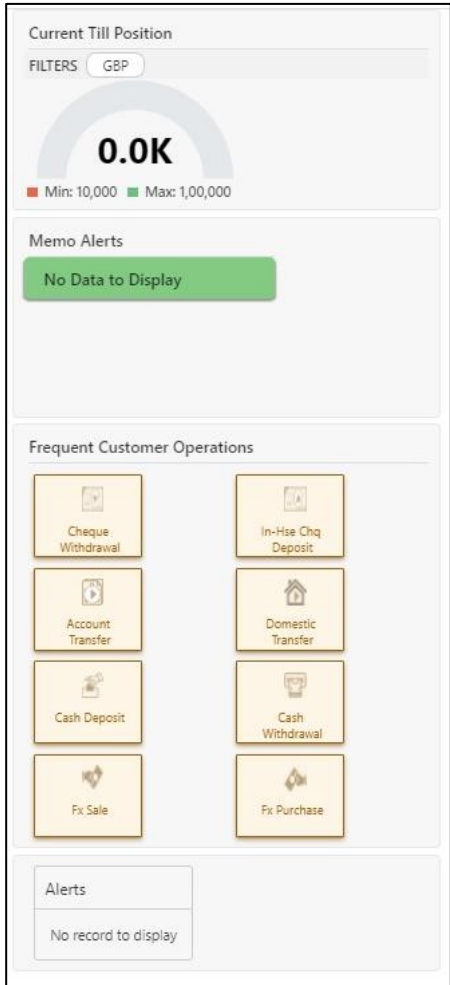 Current Till Position
FILTERS GBP
0.0K
Min: 10,000 Max: 1,00,000
Memo Alerts
No Data to Display
Frequent Customer Operations
Cheque
Withdrawal
In-Hse Chq
Deposit
Account
Transfer
Domestic
Transfer
Cash Deposit
Cash
Withdrawal
Fx Sale
Fx Purchase
Alerts
No record to display